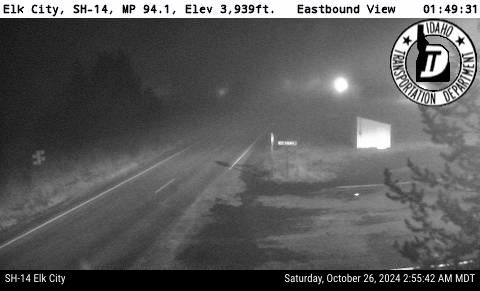 Elk City, SH-14, MP 94.1, Elev 3,939ft. Eastbound View 01:49:31
IDAHO
TRANSPORTATION DEPARTMENT
SH-14 Elk City Saturday, October 26, 2024 2:55:42 AM MDT